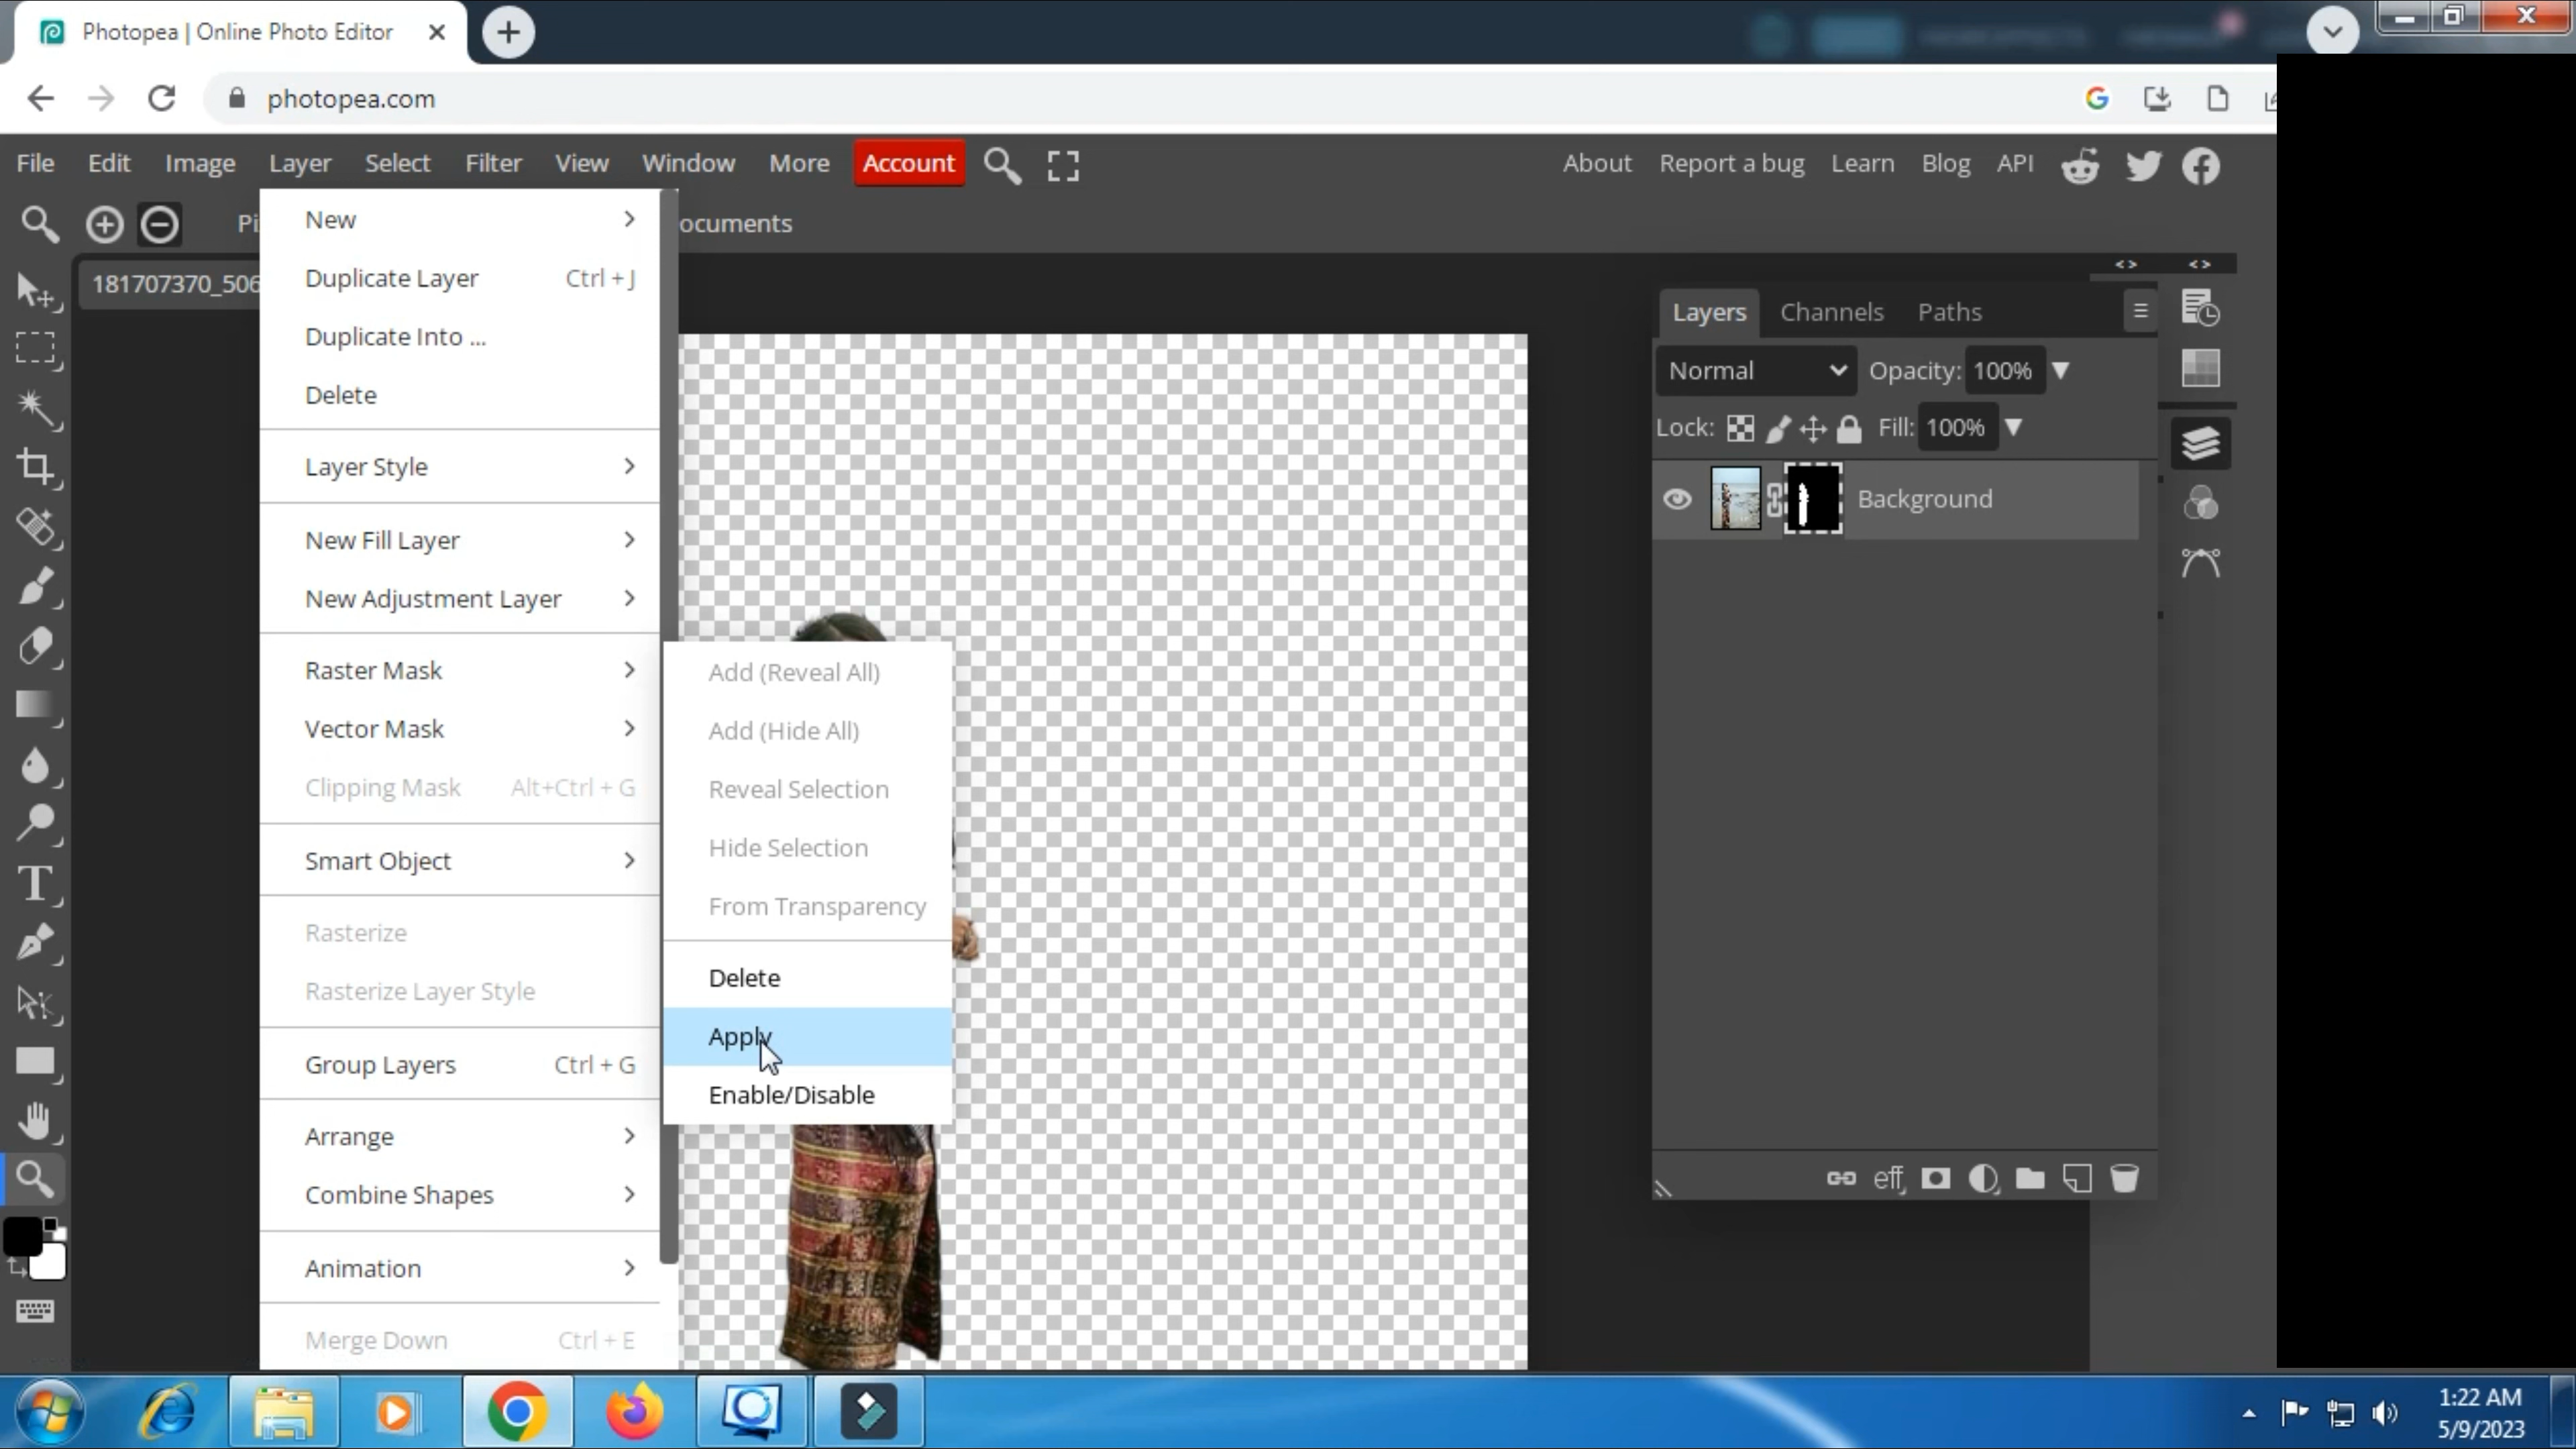 Photopea | Online Photo Editor
photopea.com
File Edit Image Layer Select Filter View Window More Account About Report a bug Learn Blog API
Pi
ocuments
181707370_506
New
Duplicate Layer Ctrl + J
Duplicate Into ...
Delete
Layer Style
New Fill Layer
New Adjustment Layer
Raster Mask
Vector Mask
Clipping Mask Alt+Ctrl + G
Smart Object
Rasterize
Rasterize Layer Style
Group Layers Ctrl + G
Arrange
Combine Shapes
Animation
Merge Down Ctrl + E
Add (Reveal All)
Add (Hide All)
Reveal Selection
Hide Selection
From Transparency
Delete
Apply
Enable/Disable
Layers Channels Paths
Normal Opacity: 100%
Lock: Fill: 100%
Background
eff
1:22 AM
5/9/2023